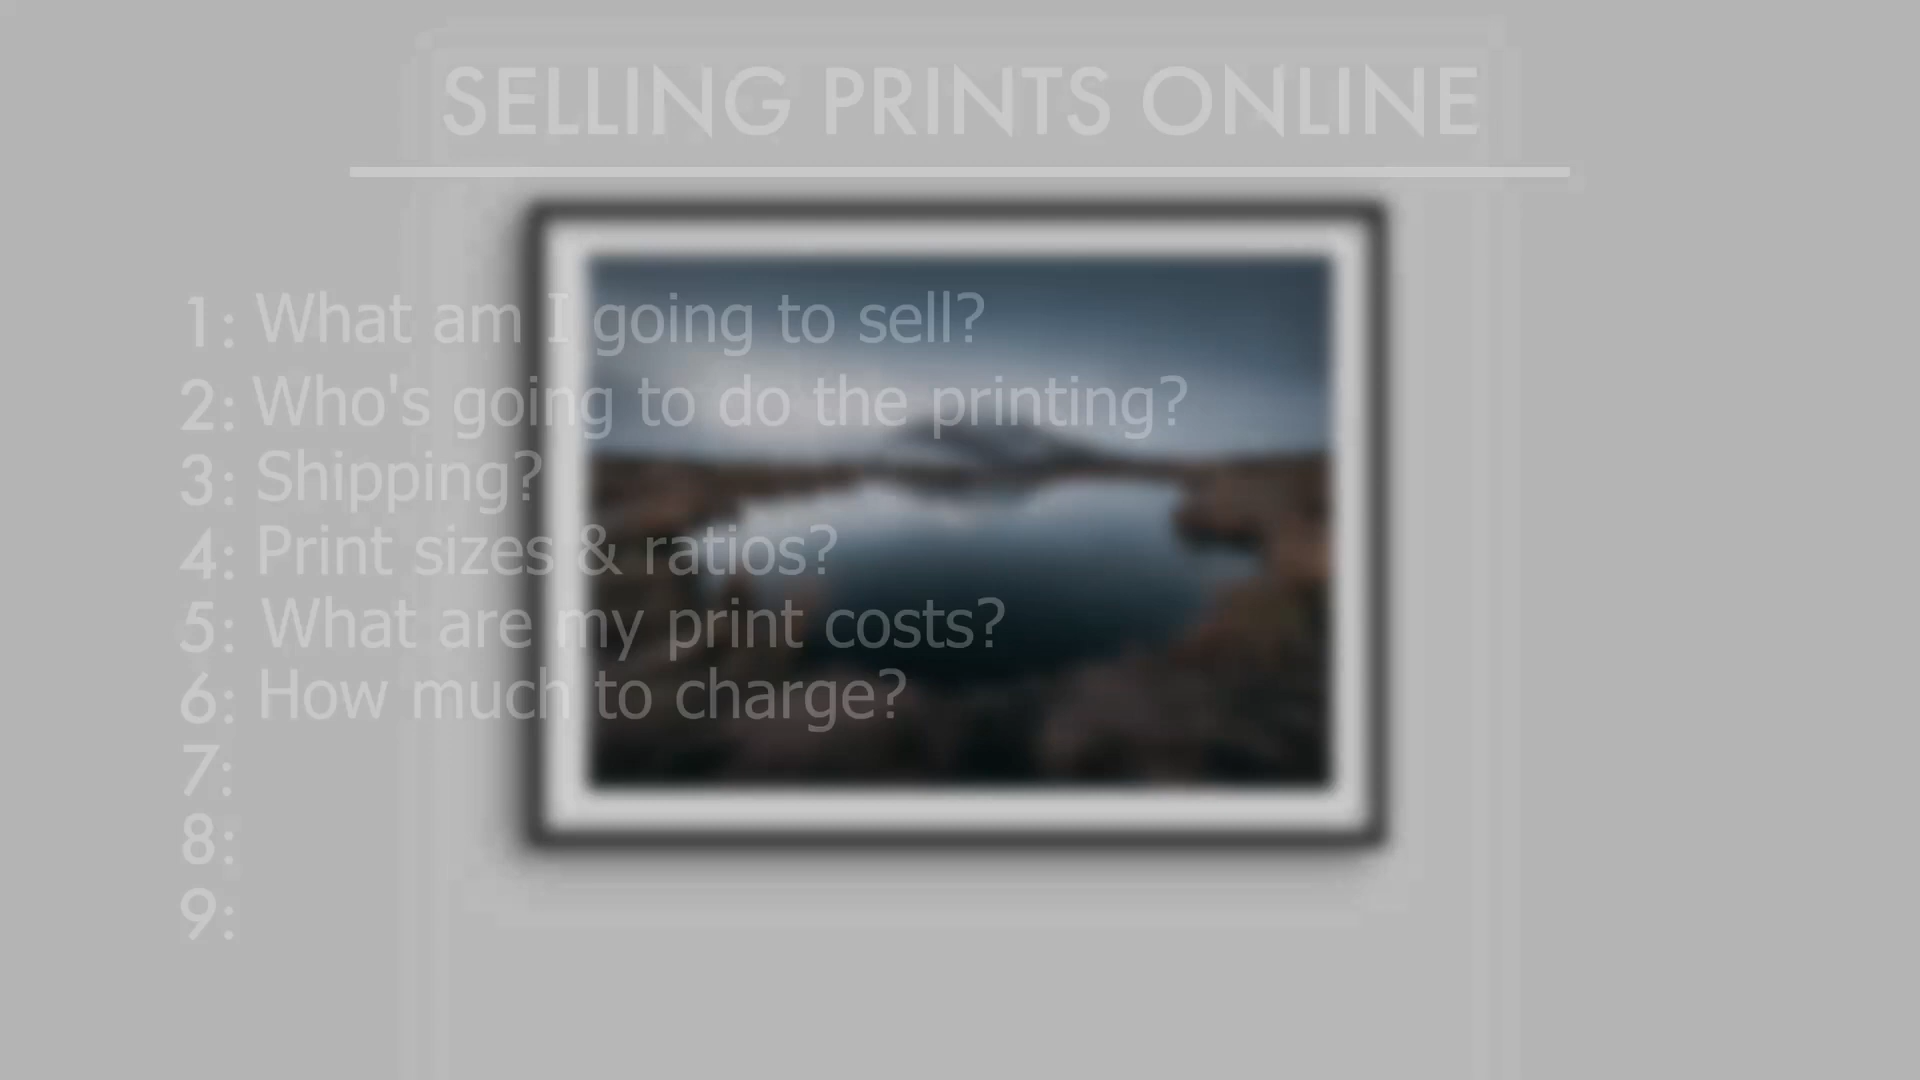 SELLING PRINTS ONLINE
1: What am I going to sell?
2: Who's going to do the printing?
3: Shipping?
4: Print sizes & ratios?
5: What are my print costs?
6: How much to charge?
7:
8:
9: